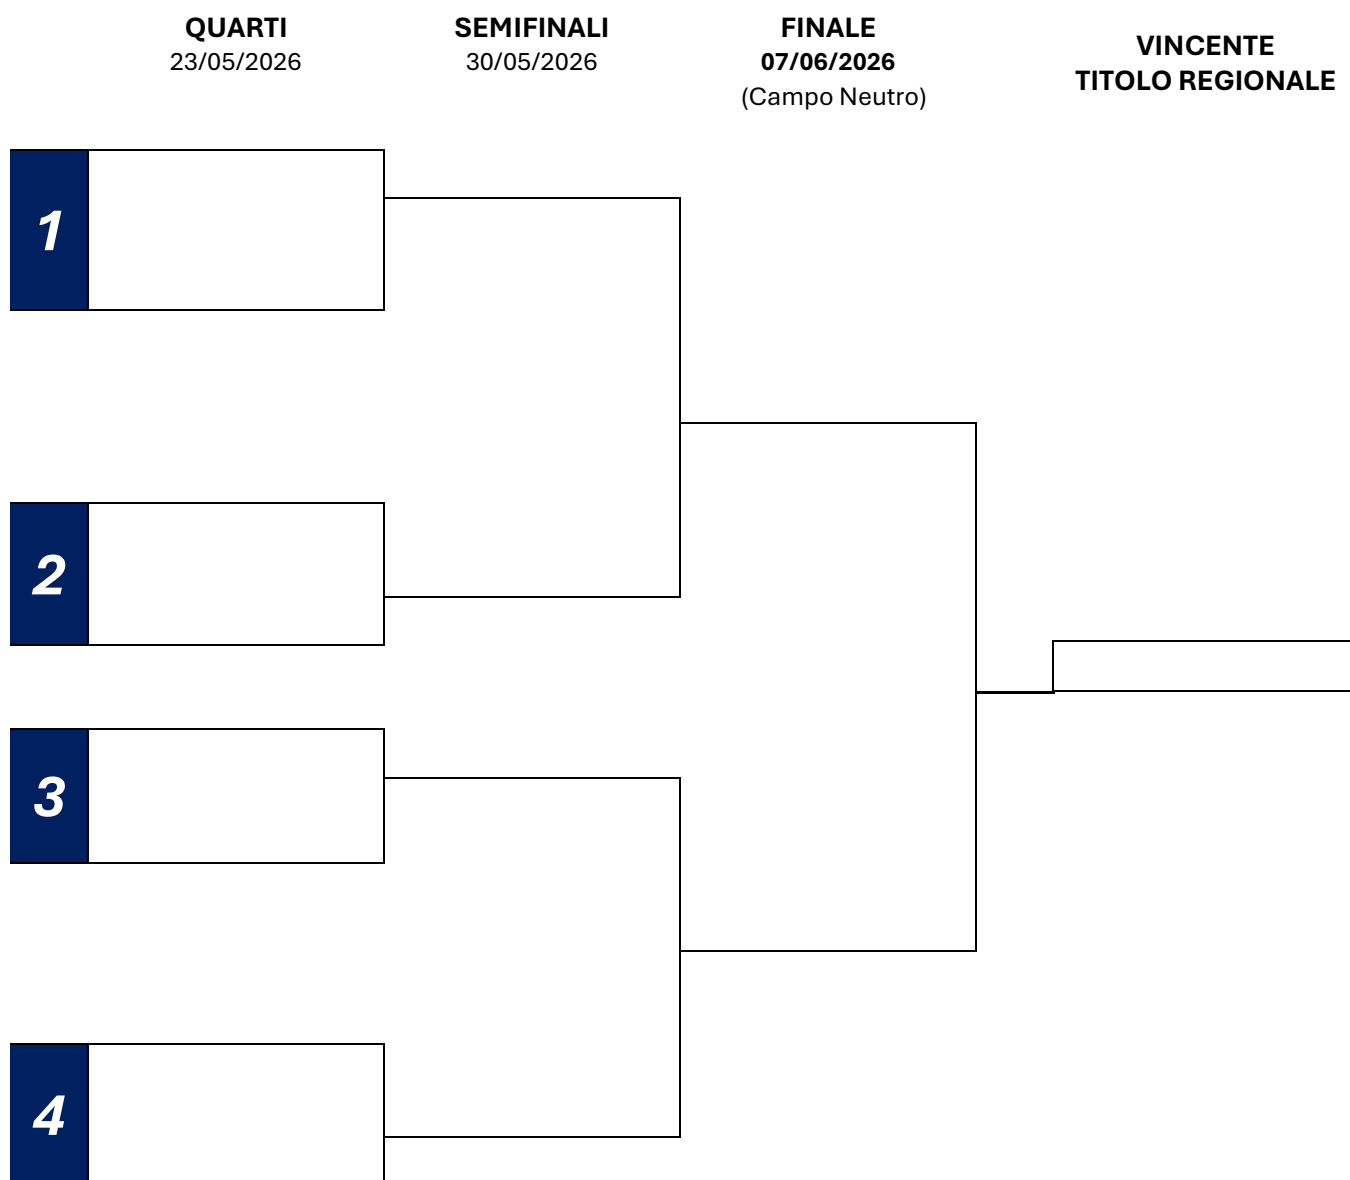 QUARTI
23/05/2026
SEMIFINALI
30/05/2026
FINALE
07/06/2026
(Campo Neutro)
VINCENTE
TITOLO REGIONALE
1
2
3
4